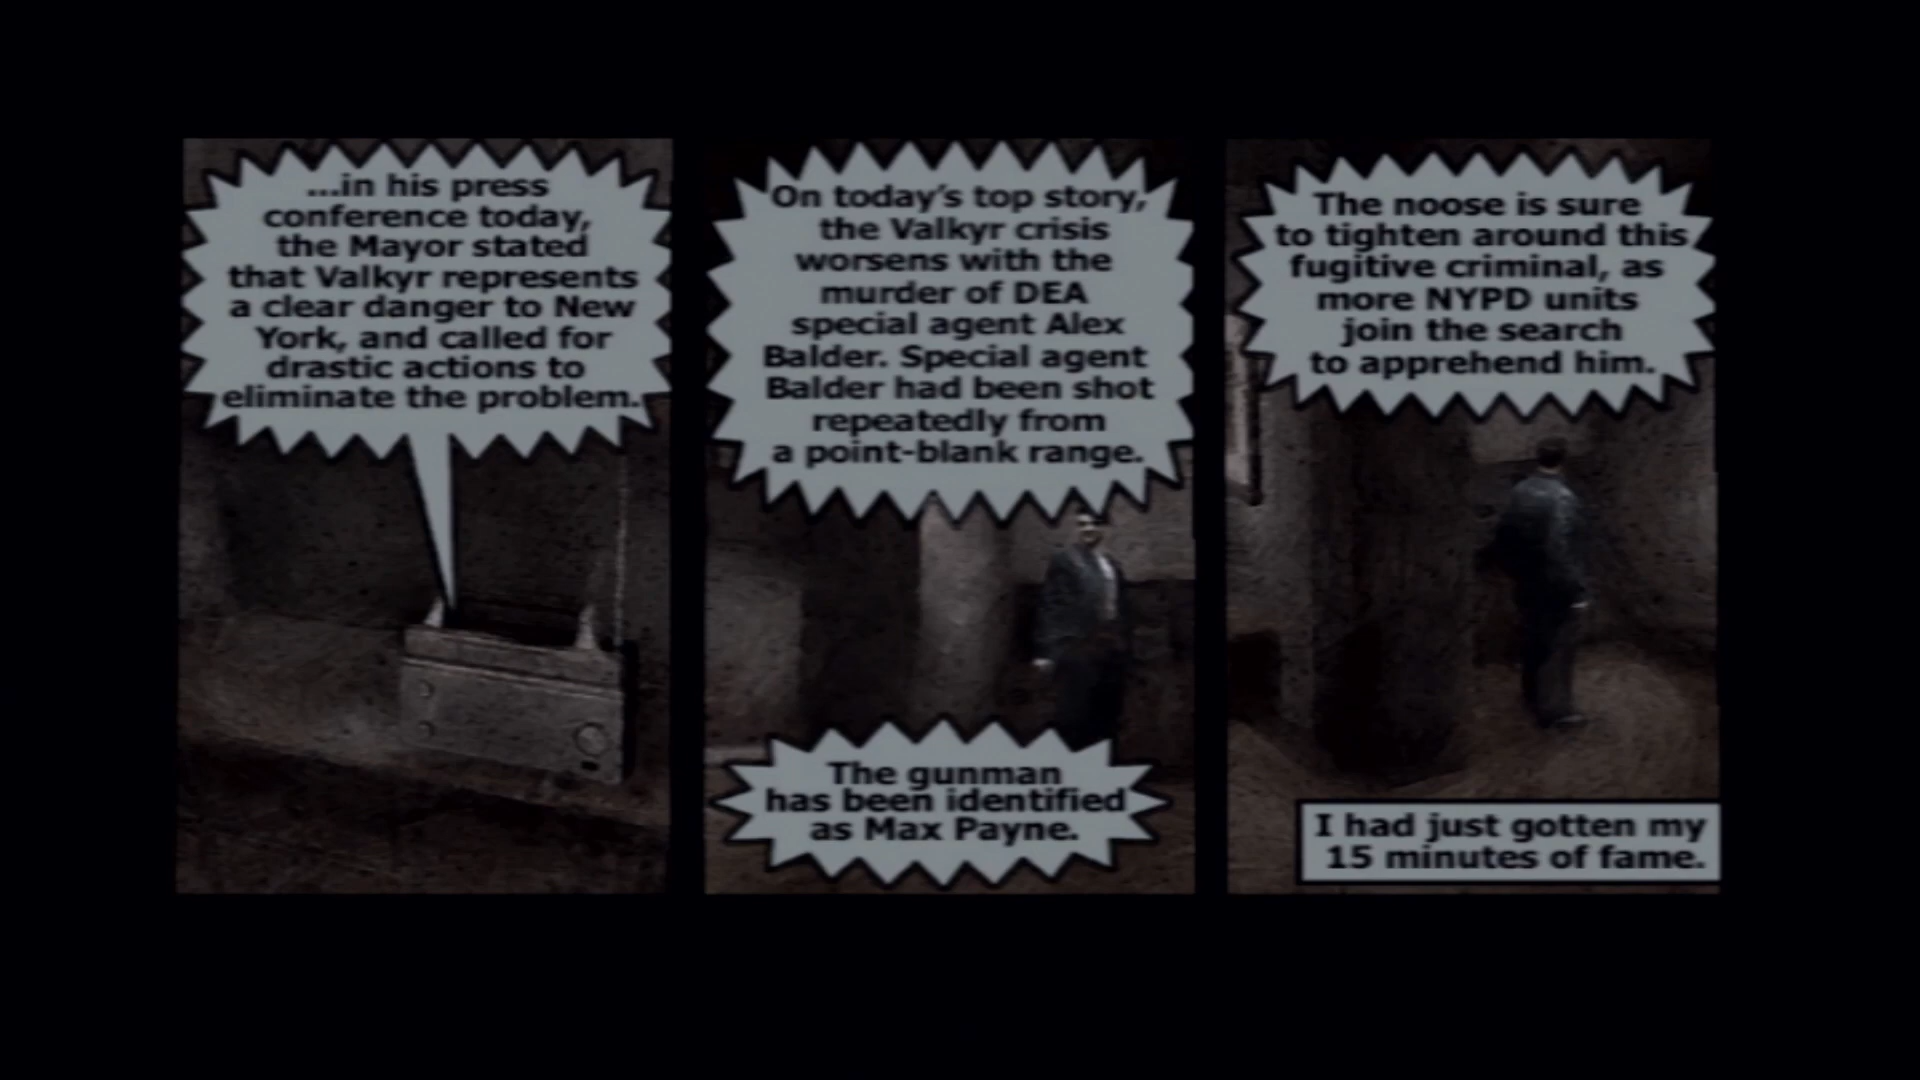 ...in his press
conference today,
the Mayor stated
that Valkyr represents
a clear danger to New
York, and called for
drastic actions to
eliminate the problem.
On today's top story,
the Valkyr crisis
worsens with the
murder of DEA
special agent Alex
Balder. Special agent
Balder had been shot
repeatedly from
a point-blank range.
The gunman
has been identified
as Max Payne.
The noose is sure
to tighten around this
fugitive criminal, as
more NYPD units
join the search
to apprehend him.
I had just gotten my
15 minutes of fame.